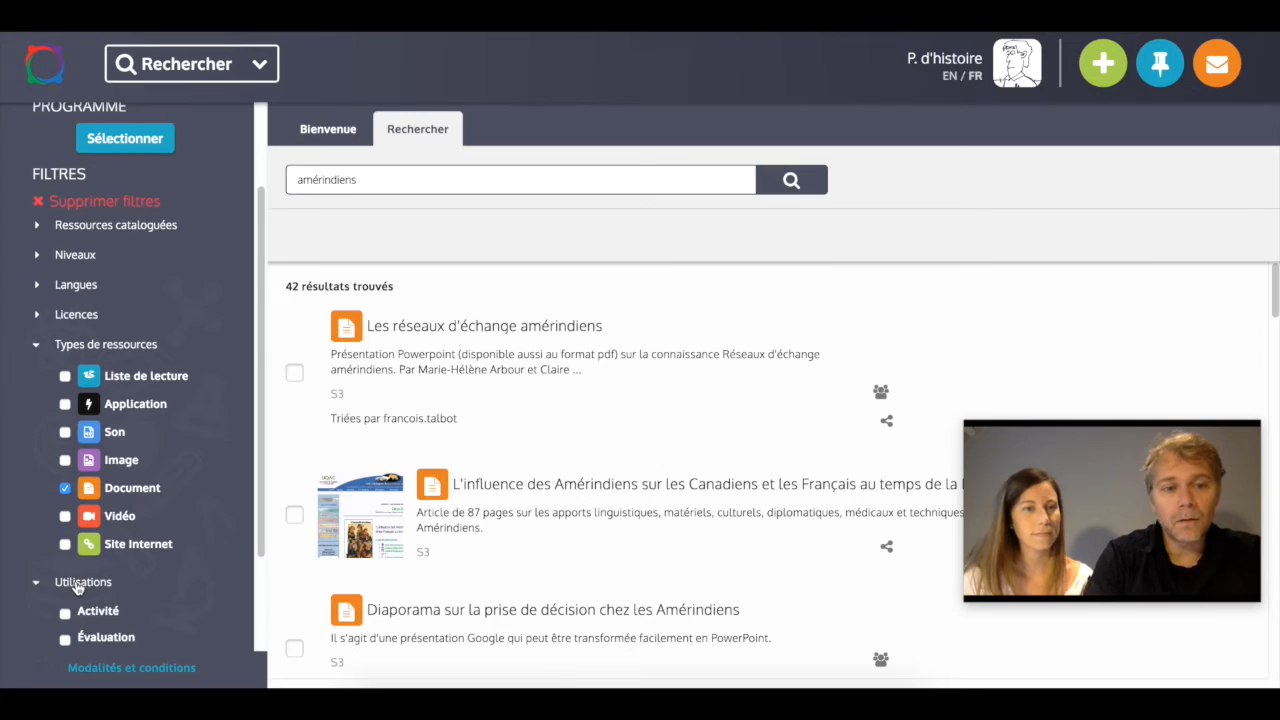 Rechercher
P. d'histoire
EN / FR
PROGRAMME
Sélectionner
FILTRES
Supprimer filtres
Ressources cataloguées
Niveaux
Langues
Licences
Types de ressources
Liste de lecture
Application
Son
Image
Document
Vidéo
Site Internet
Utilisations
Activité
Évaluation
Modalités et conditions
Bienvenue
Rechercher
amérindiens
42 résultats trouvés
Les réseaux d'échange amérindiens
Présentation Powerpoint (disponible aussi au format pdf) sur la connaissance Réseaux d'échange
amérindiens. Par Marie-Hélène Arbour et Claire ...
S3
Triées par francois.talbot
L'influence des Amérindiens sur les Canadiens et les Français au temps de la
Article de 87 pages sur les apports linguistiques, matériels, culturels, diplomatiques, médicaux et techniques
Amérindiens.
S3
Diaporama sur la prise de décision chez les Amérindiens
Il s'agit d'une présentation Google qui peut être transformée facilement en PowerPoint.
S3